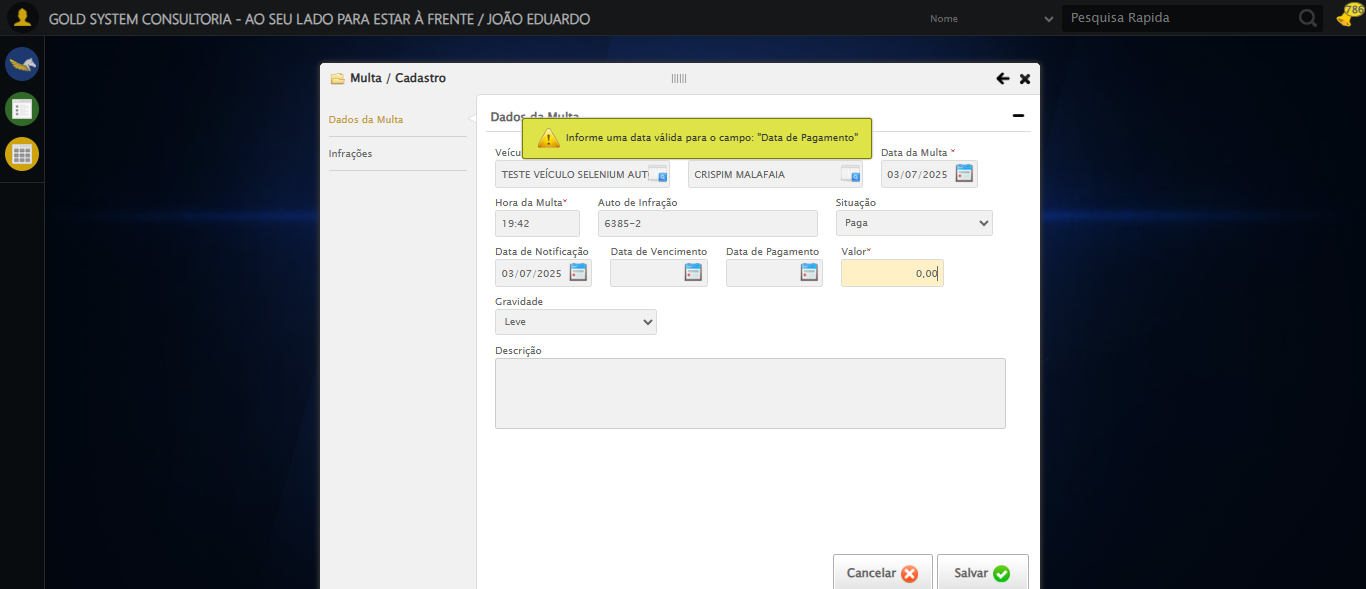 GOLD SYSTEM CONSULTORIA - AO SEU LADO PARA ESTAR À FRENTE / JOÃO EDUARDO
Nome
Pesquisa Rapida
786
Multa / Cadastro
Dados da Multa
Infrações
Dados da Multa
Informe uma data válida para o campo: "Data de Pagamento"
Veícu
Data da Multa *
TESTE VEÍCULO SELENIUM AUT
CRISPIM MALAFAIA
03/07/2025
Hora da Multa*
Auto de Infração
Situação
19:42
6385-2
Paga
Data de Notificação
Data de Vencimento
Data de Pagamento
Valor*
03/07/2025
0,00
Gravidade
Leve
Descrição
Cancelar
Salvar